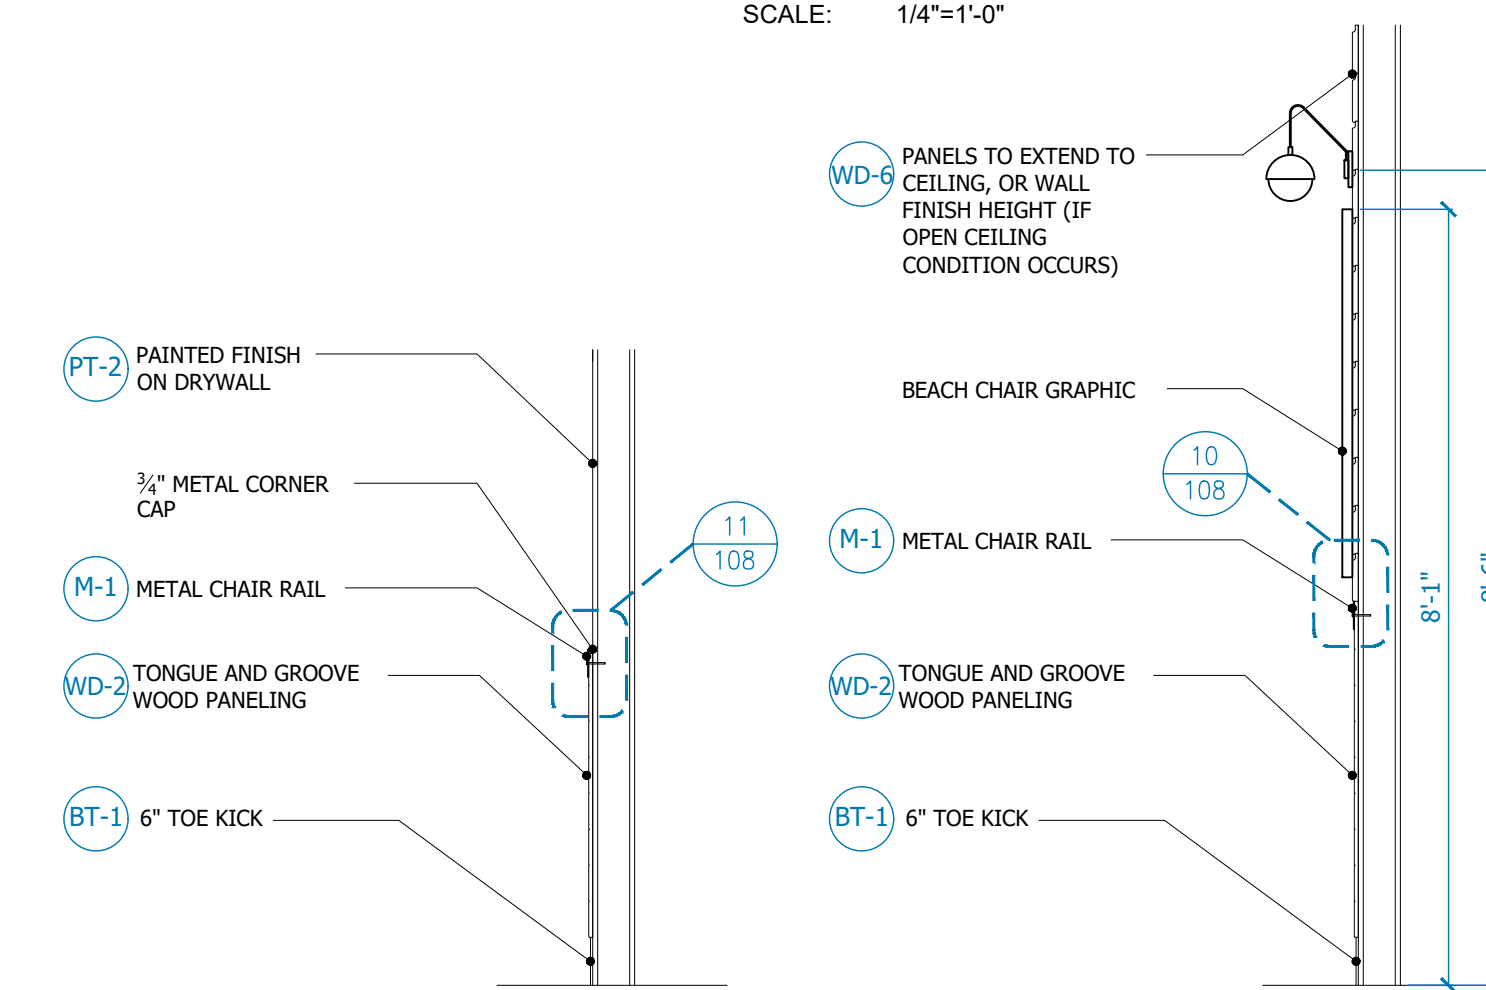 SCALE: 1/4"=1'-0"
PT-2 PAINTED FINISH
ON DRYWALL
¾" METAL CORNER
CAP
M-1 METAL CHAIR RAIL
WD-2 TONGUE AND GROOVE
WOOD PANELING
BT-1 6" TOE KICK
11
108
WD-6 PANELS TO EXTEND TO
CEILING, OR WALL
FINISH HEIGHT (IF
OPEN CEILING
CONDITION OCCURS)
BEACH CHAIR GRAPHIC
10
108
M-1 METAL CHAIR RAIL
WD-2 TONGUE AND GROOVE
WOOD PANELING
BT-1 6" TOE KICK
8'-1"